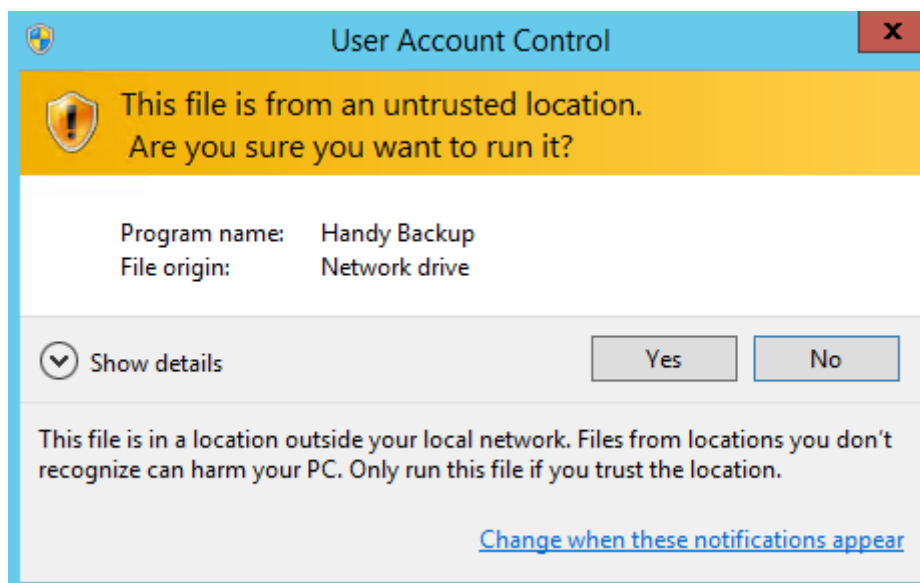 User Account Control
x
This file is from an untrusted location.
Are you sure you want to run it?
Program name: Handy Backup
File origin: Network drive
Show details
Yes
No
This file is in a location outside your local network. Files from locations you don't
recognize can harm your PC. Only run this file if you trust the location.
Change when these notifications appear